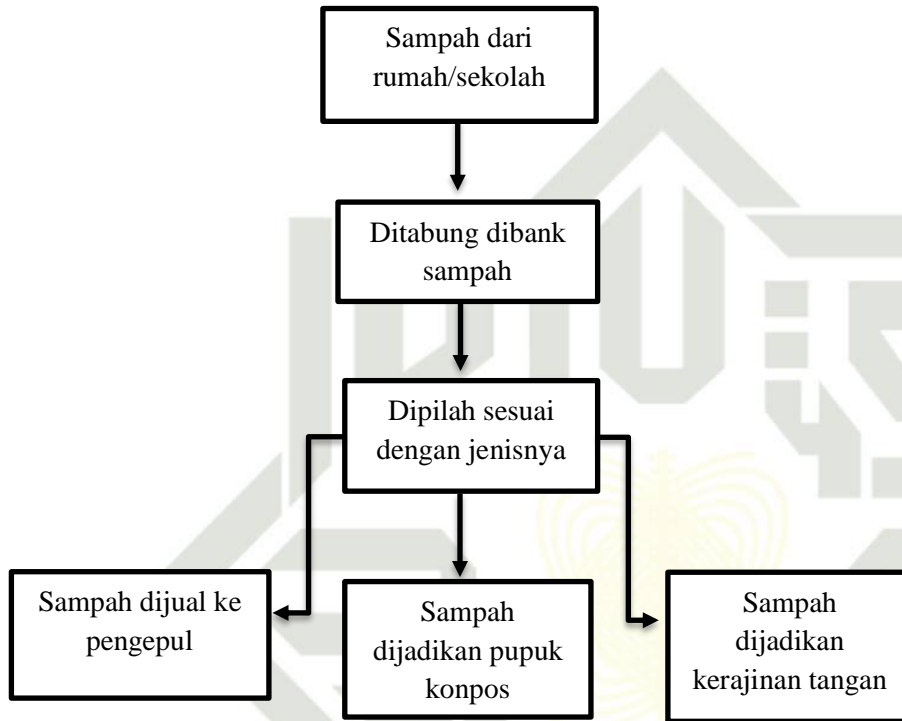 Sampah dari
rumah/sekolah
Ditabung dibank
sampah
Dipilah sesuai
dengan jenisnya
Sampah dijual ke
pengepul
Sampah
dijadikan pupuk
konpos
Sampah
dijadikan
kerajinan tangan